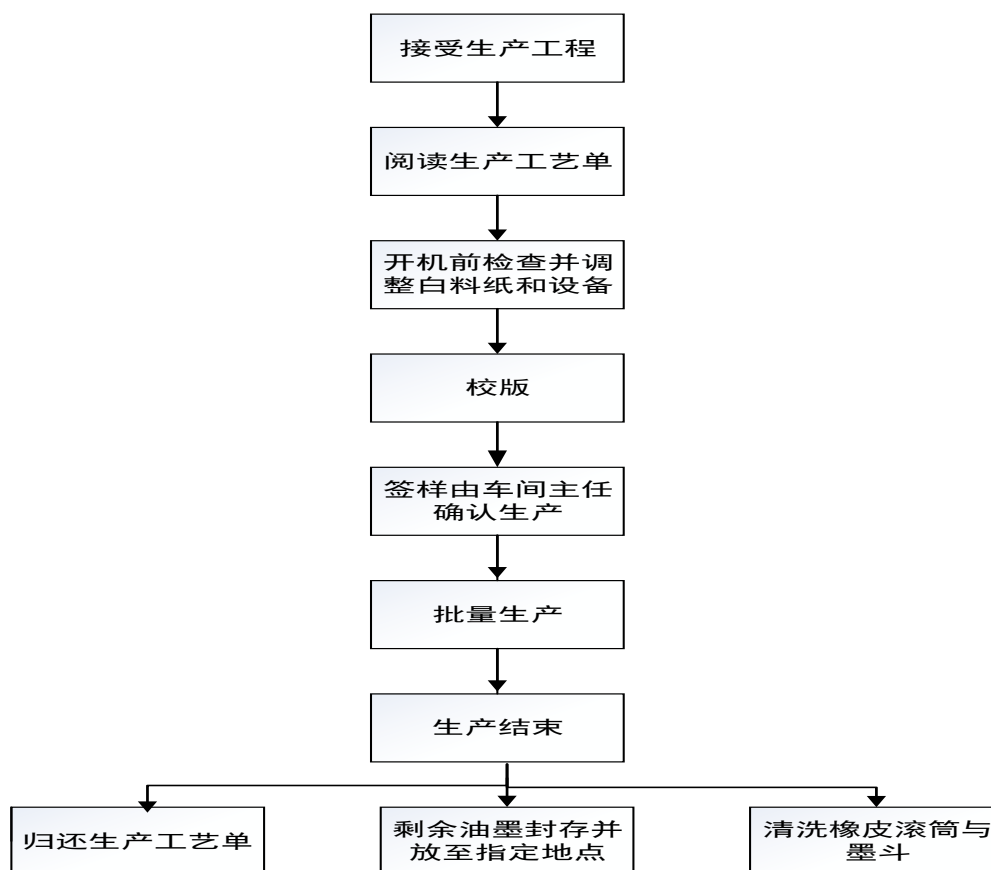 接受生产工程
阅读生产工艺单
开机前检查并调
整白料纸和设备
校版
签样由车间主任
确认生产
批量生产
生产结束
归还生产工艺单
剩余油墨封存并
放至指定地点
清洗橡皮滚筒与
墨斗